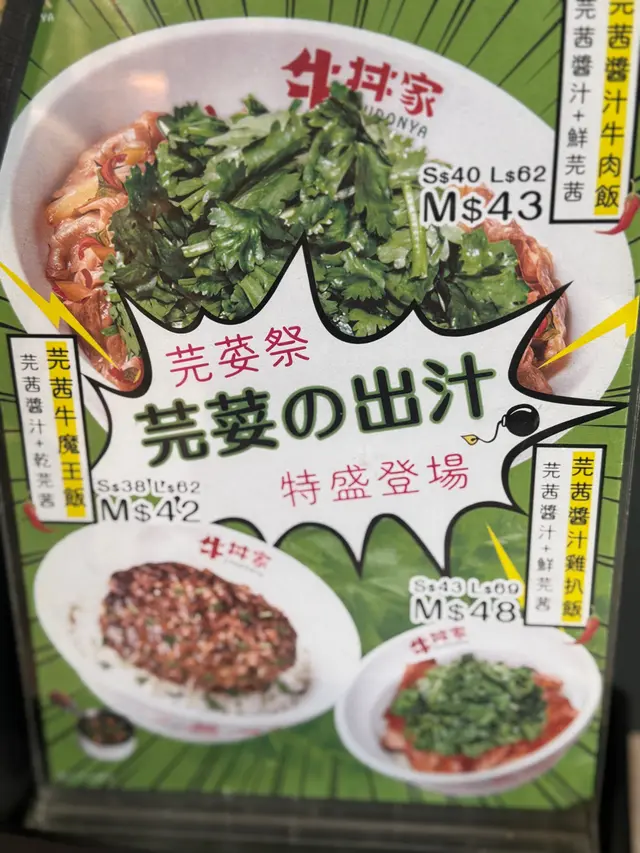 牛丼家
芫茜醬汁牛肉飯
芫茜醬汁+鮮芫茜
S$40 L$62
M$43
芫荽祭
芫荽の出汁
特盛登場
芫茜牛魔王飯
芫茜醬汁+乾芫茜
S$38 L$62
M$42
牛丼家
芫茜醬汁雞扒飯
芫茜醬汁+鮮芫茜
S$43 L$69
M$48
牛丼家